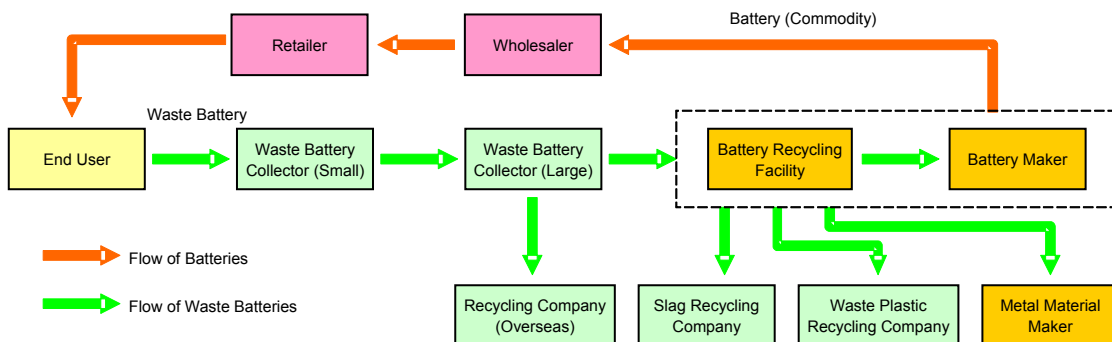 Battery (Commodity)
Retailer
Wholesaler
Waste Battery
End User
Waste Battery
Collector (Small)
Waste Battery
Collector (Large)
Battery Recycling
Facility
Battery Maker
Flow of Batteries
Flow of Waste Batteries
Recycling Company
(Overseas)
Slag Recycling
Company
Waste Plastic
Recycling Company
Metal Material
Maker